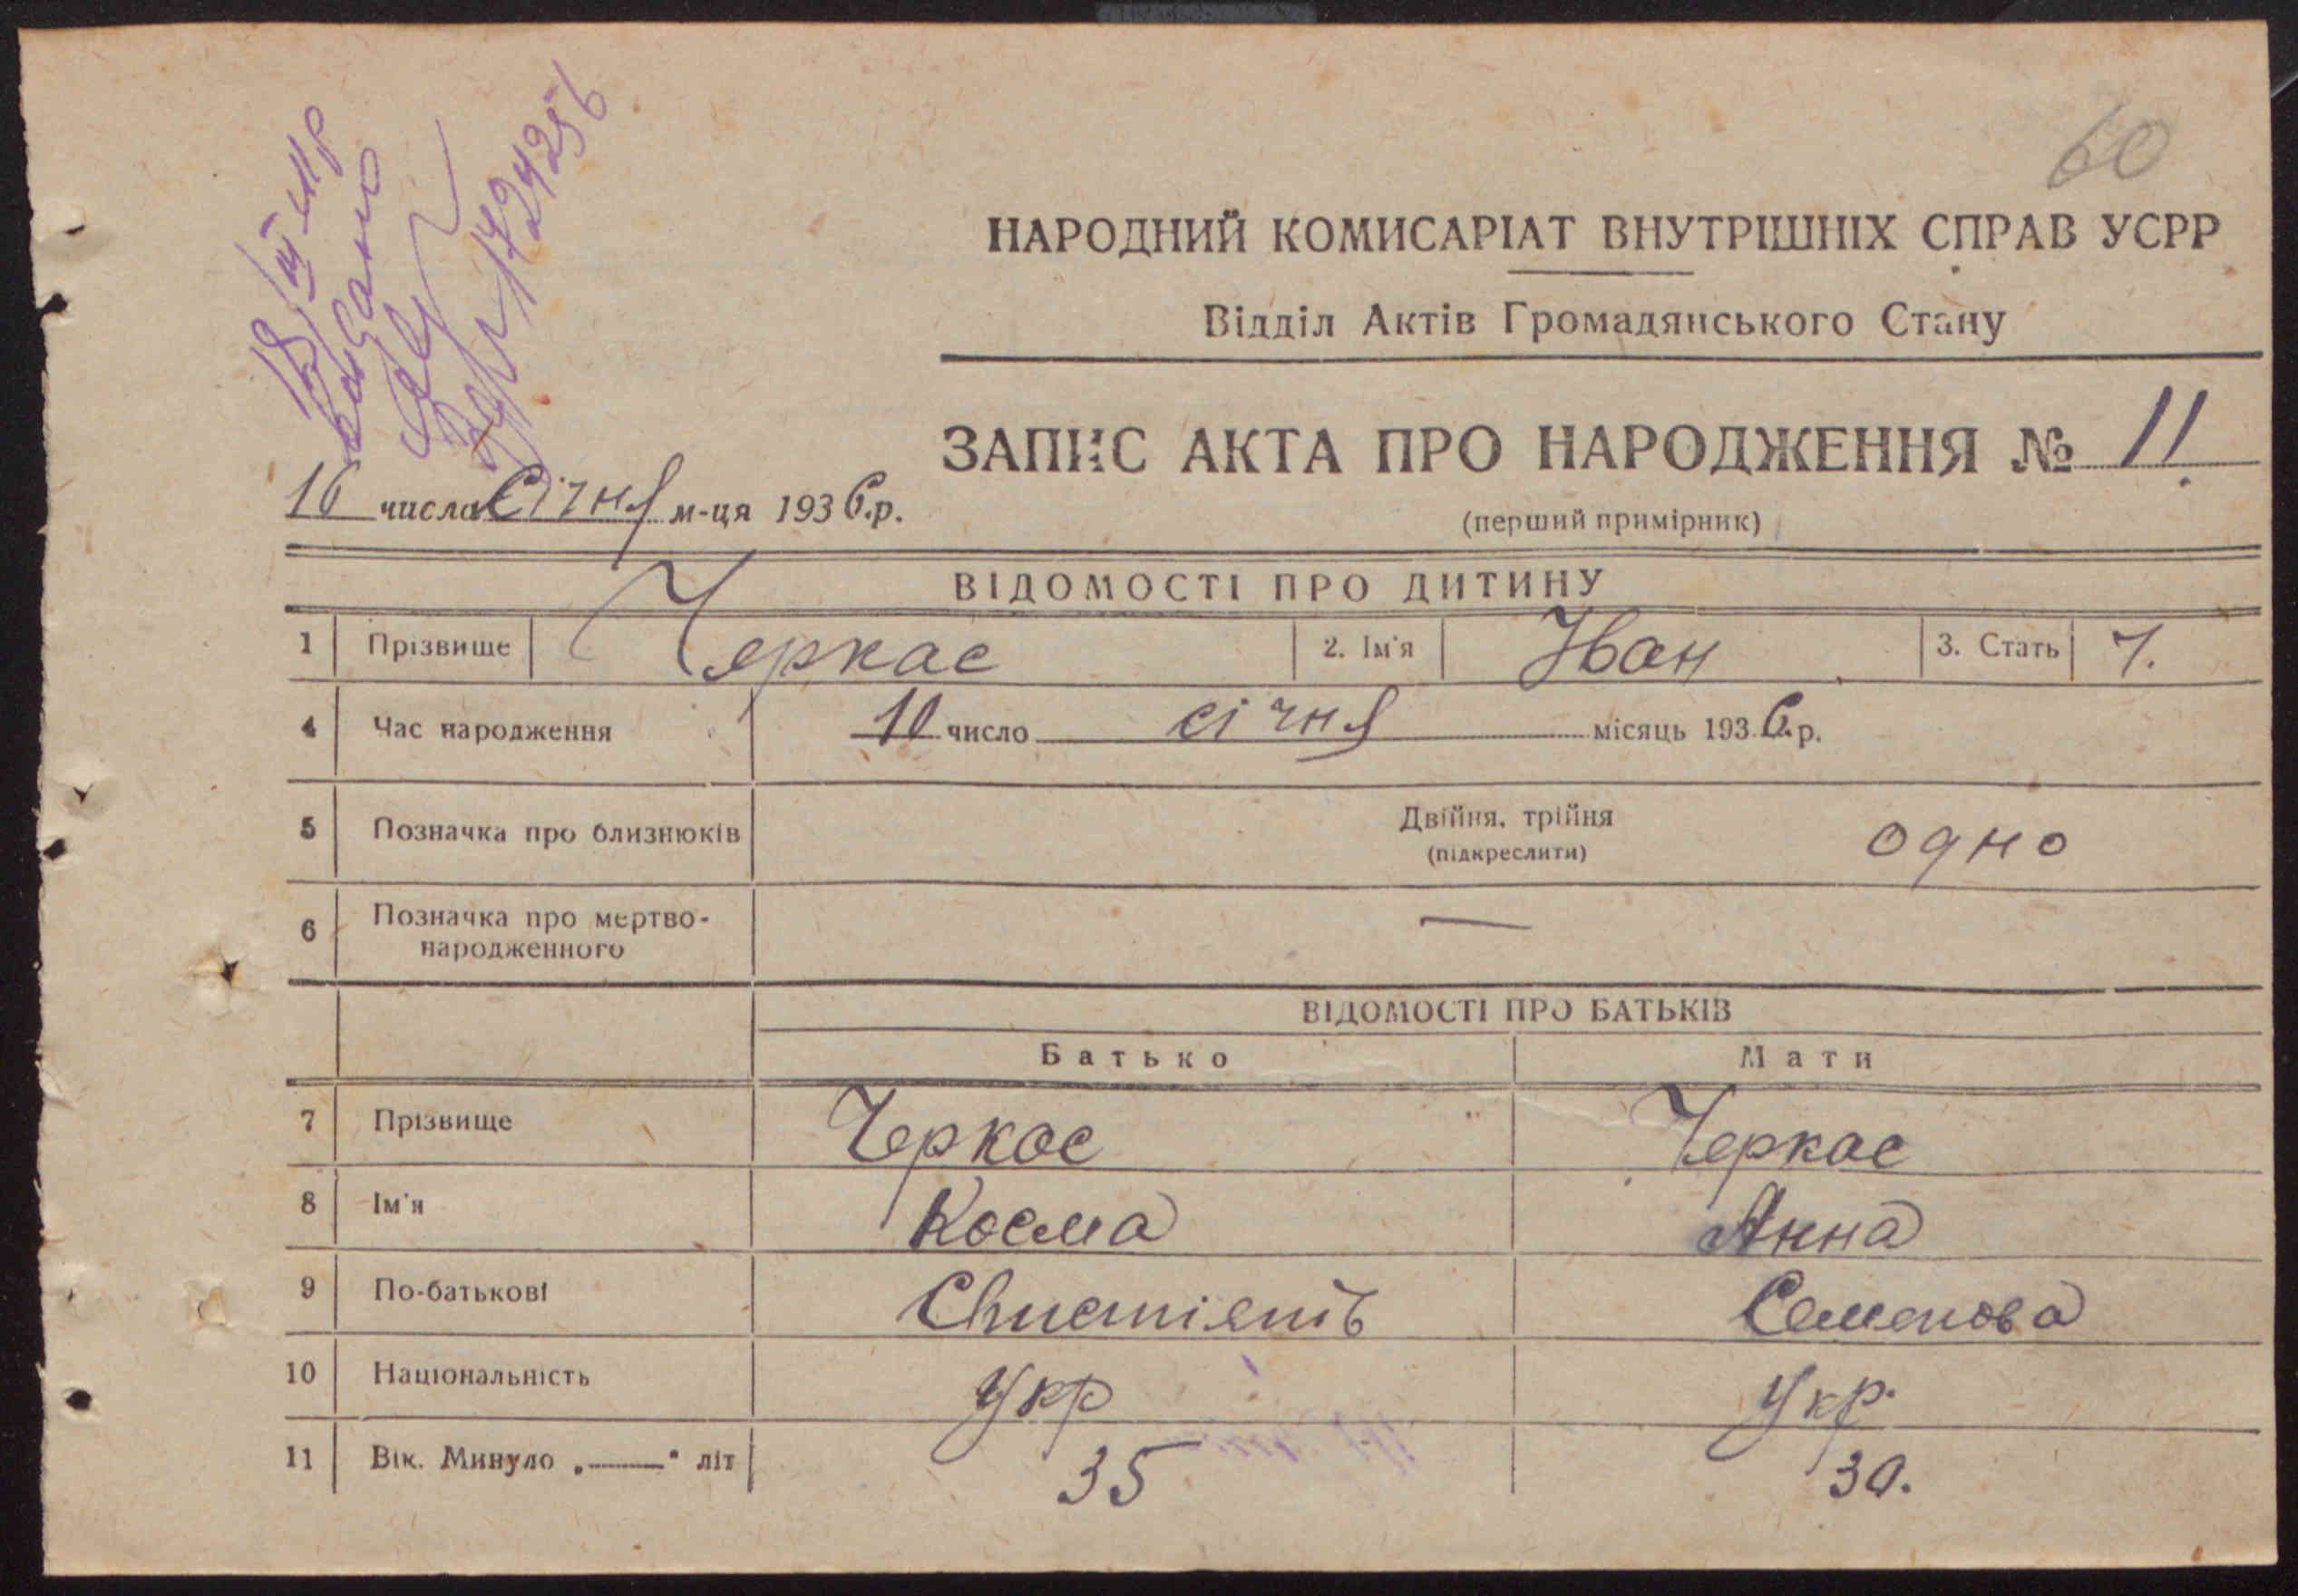 60
НАРОДНИЙ КОМИСАРІАТ ВНУТРІШНІХ СПРАВ УСРР
Відділ Актів Громадянського Стану
ЗАПИС АКТА ПРО НАРОДЖЕННЯ № 11
(перший примірник)
16 числа січня м-ця 1936 р.
ВІДОМОСТІ ПРО ДИТИНУ
1 Прізвище Черкас 2. Ім'я Іван 3. Стать Ч.
4 Час народження 10 число січня місяць 1936 р.
5 Позначка про близнюків Двійня, трійня
(підкреслити) одно
6 Позначка про мертво-
народженного —
ВІДОМОСТІ ПРО БАТЬКІВ
Батько Мати
7 Прізвище Черкас Черкас
8 Ім'я Косма Анна
9 По-батькові Семенова
10 Національність Укр Укр.
11 Вік. Минуло „——“ літ 35 30.